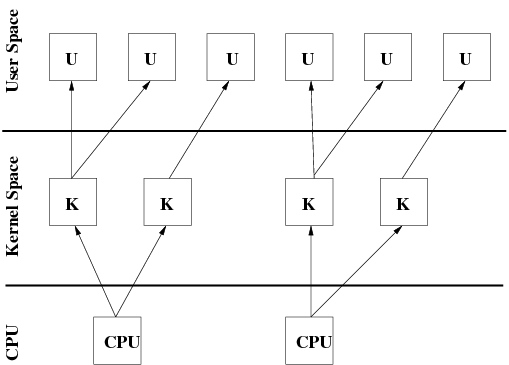 User Space
U U U U U U
Kernel Space
K K K K
CPU
CPU CPU